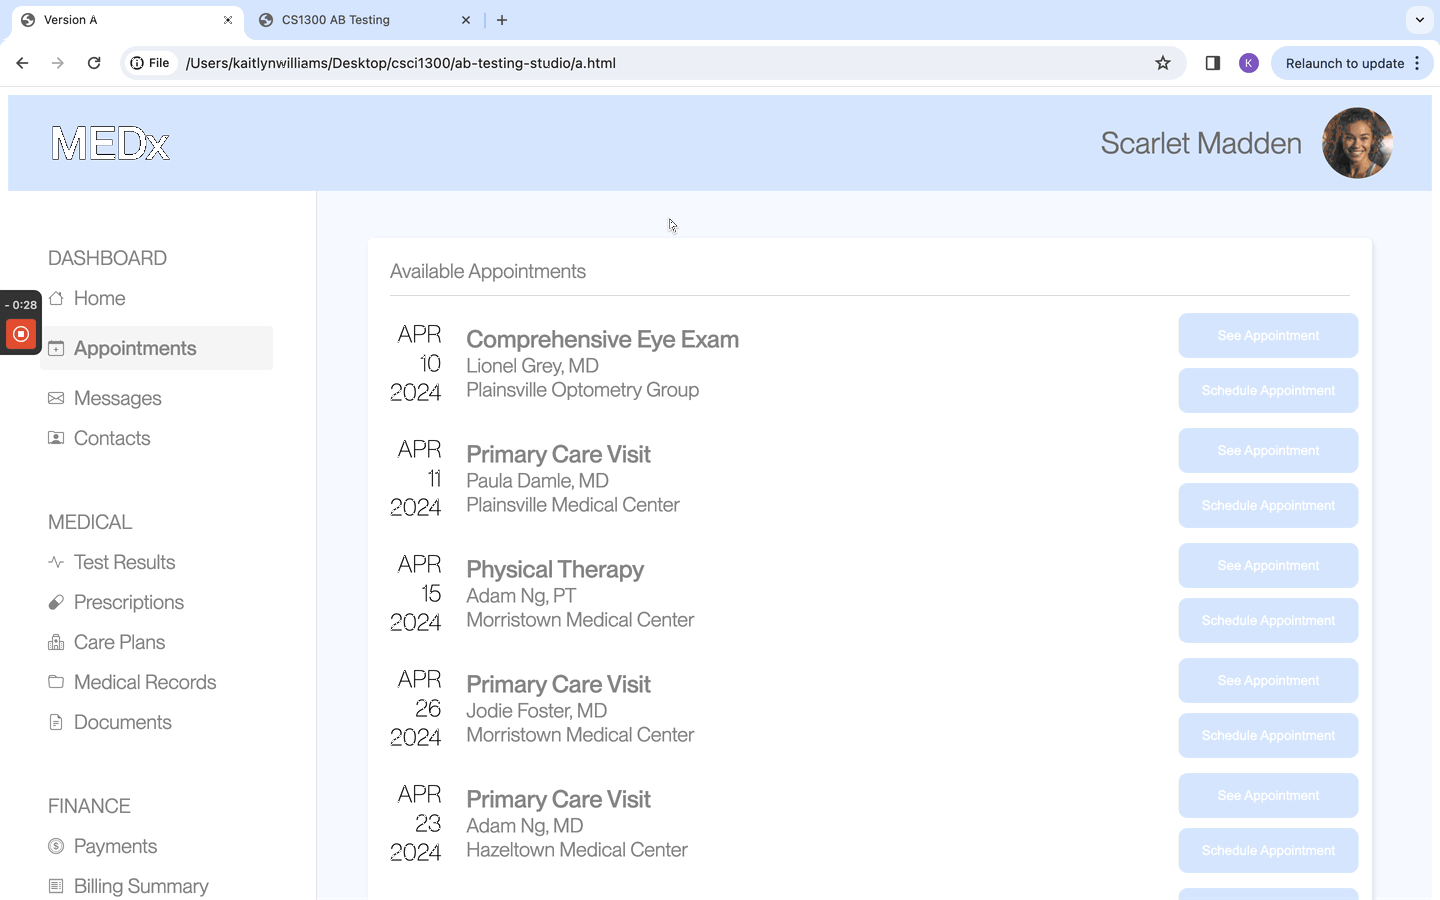 Version A
CS1300 AB Testing
File
/Users/kaitlynwilliams/Desktop/csci1300/ab-testing-studio/a.html
K
Relaunch to update
MEDx
Scarlet Madden
- 0:28
DASHBOARD
Home
Appointments
Messages
Contacts
MEDICAL
Test Results
Prescriptions
Care Plans
Medical Records
Documents
FINANCE
Payments
Billing Summary
Available Appointments
APR
10
2024
Comprehensive Eye Exam
Lionel Grey, MD
Plainsville Optometry Group
See Appointment
Schedule Appointment
APR
11
2024
Primary Care Visit
Paula Damle, MD
Plainsville Medical Center
See Appointment
Schedule Appointment
APR
15
2024
Physical Therapy
Adam Ng, PT
Morristown Medical Center
See Appointment
Schedule Appointment
APR
26
2024
Primary Care Visit
Jodie Foster, MD
Morristown Medical Center
See Appointment
Schedule Appointment
APR
23
2024
Primary Care Visit
Adam Ng, MD
Hazeltown Medical Center
See Appointment
Schedule Appointment